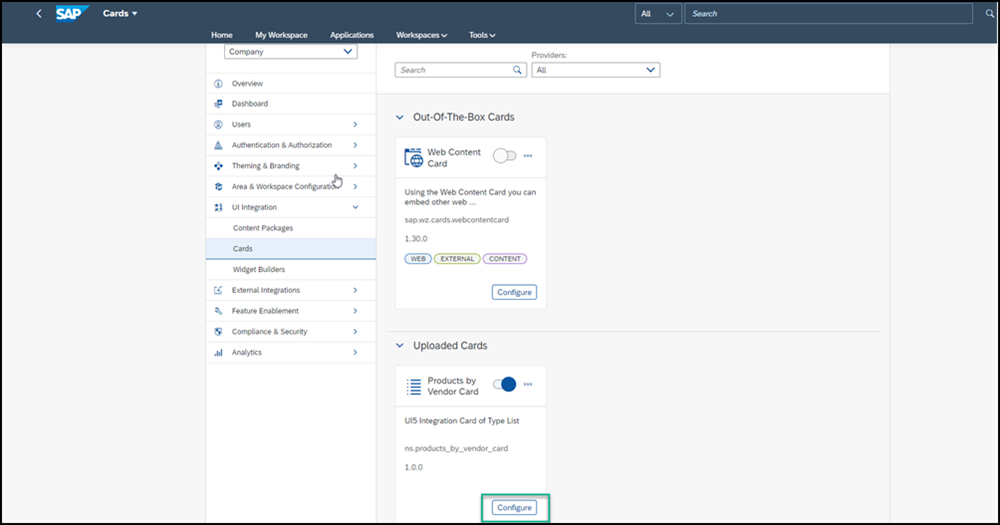 SAP Cards
All Search
Home My Workspace Applications Workspaces Tools
Company
Overview
Dashboard
Users
Authentication & Authorization
Theming & Branding
Area & Workspace Configuration
UI Integration
Content Packages
Cards
Widget Builders
External Integrations
Feature Enablement
Compliance & Security
Analytics
Providers:
Search All
Out-Of-The-Box Cards
Web Content
Card
Using the Web Content Card you can
embed other web ...
sap.wz.cards.webcontentcard
1.30.0
WEB EXTERNAL CONTENT
Configure
Uploaded Cards
Products by
Vendor Card
UI5 Integration Card of Type List
ns.products_by_vendor_card
1.0.0
Configure